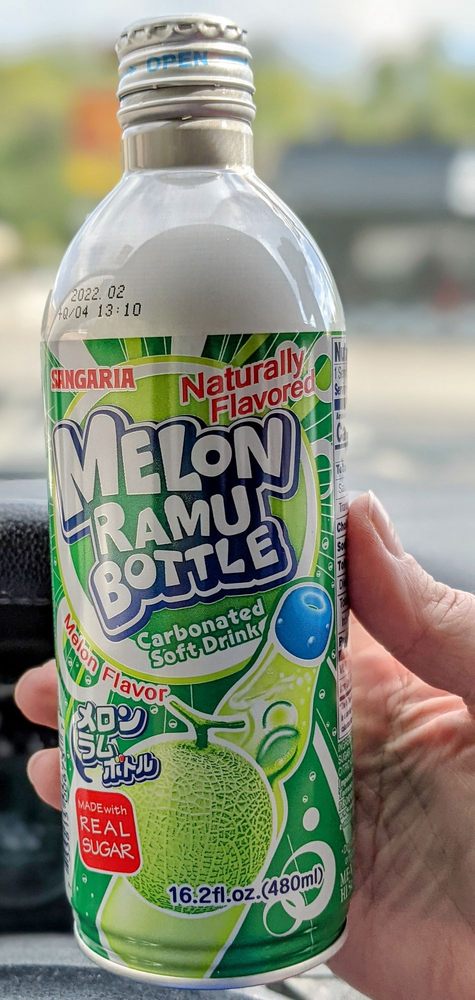 OPEN
2022.02
+Q/04 13:10
SANGARIA
Naturally
Flavored
MELON
RAMU
BOTTLE
Carbonated
Soft Drink
Melon Flavor
メロン
ラム
ボトル
MADE with
REAL
SUGAR
16.2fl.oz.(480ml)